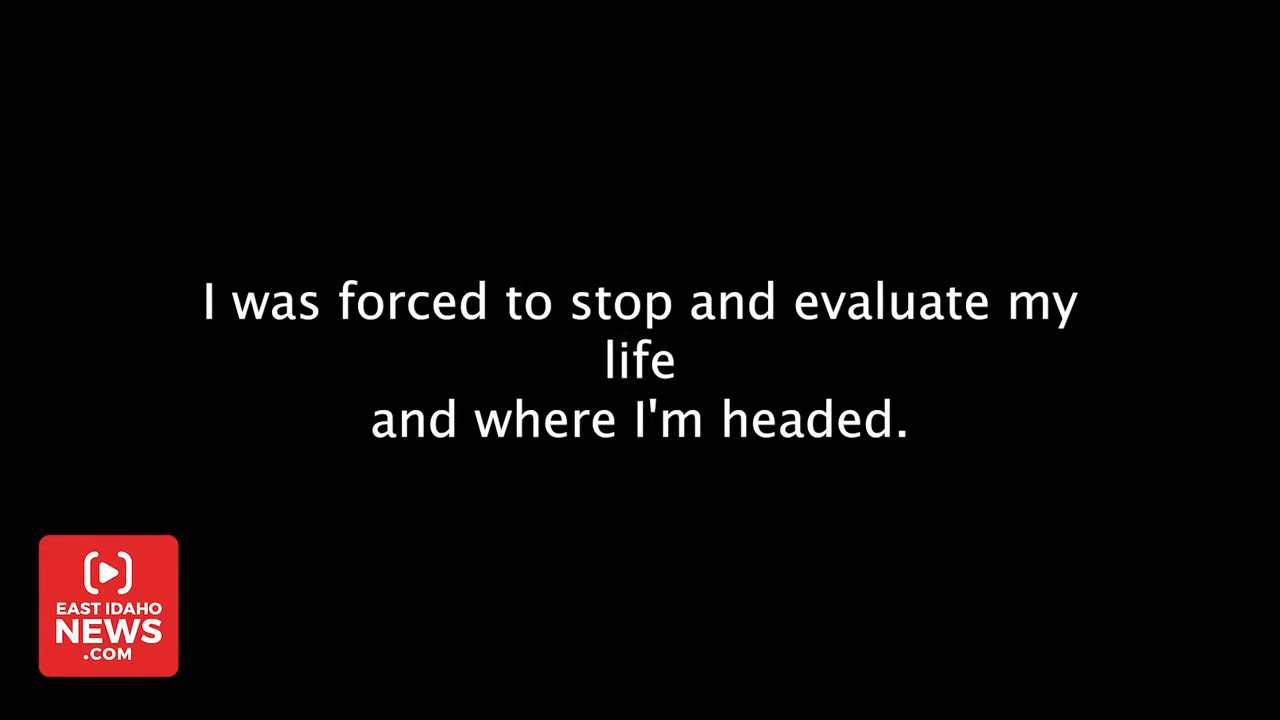 I was forced to stop and evaluate my
life
and where I'm headed.
EAST IDAHO
NEWS
.COM